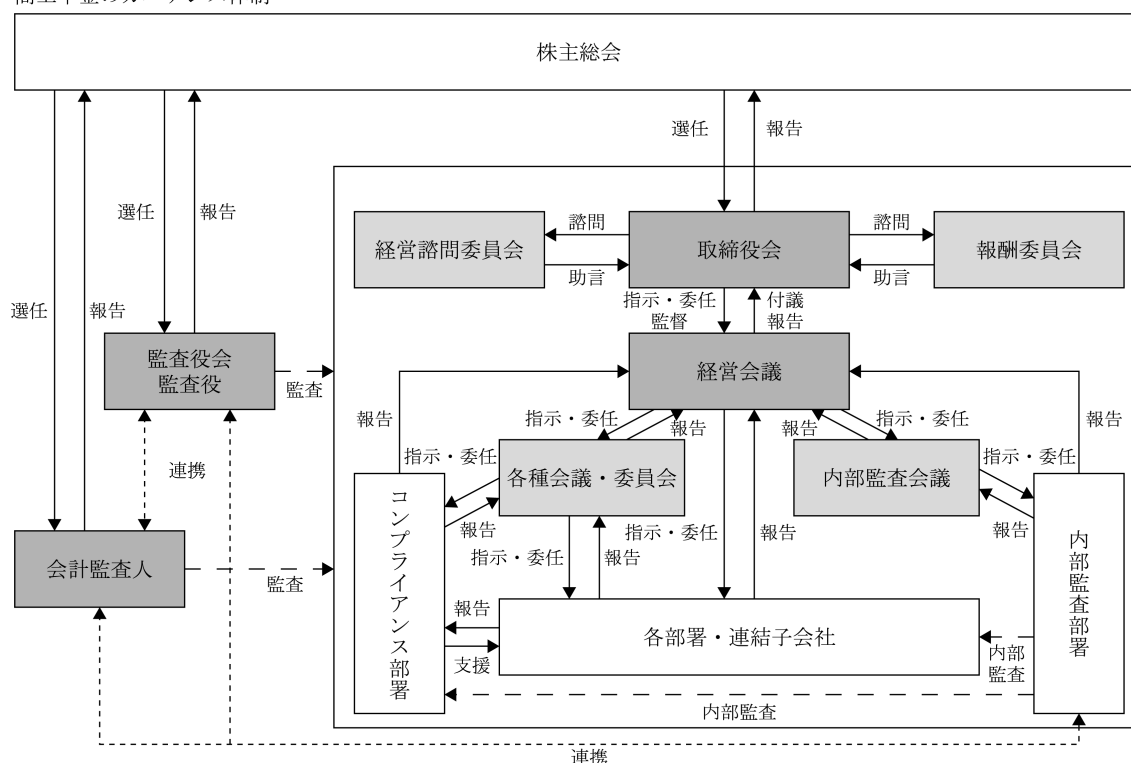 株主総会
選任
報告
選任
報告
選任
報告
経営諮問委員会
諮問
助言
取締役会
諮問
助言
報酬委員会
指示・委任
監督
付議
報告
監査役会
監査役
監査
経営会議
報告
指示・委任
報告
報告
指示・委任
報告
連携
指示・委任
報告
各種会議・委員会
内部監査会議
指示・委任
報告
コンプライアンス部署
指示・委任
報告
指示・委任
報告
内部監査部署
会計監査人
監査
報告
支援
各部署・連結子会社
内部
監査
内部監査
連携